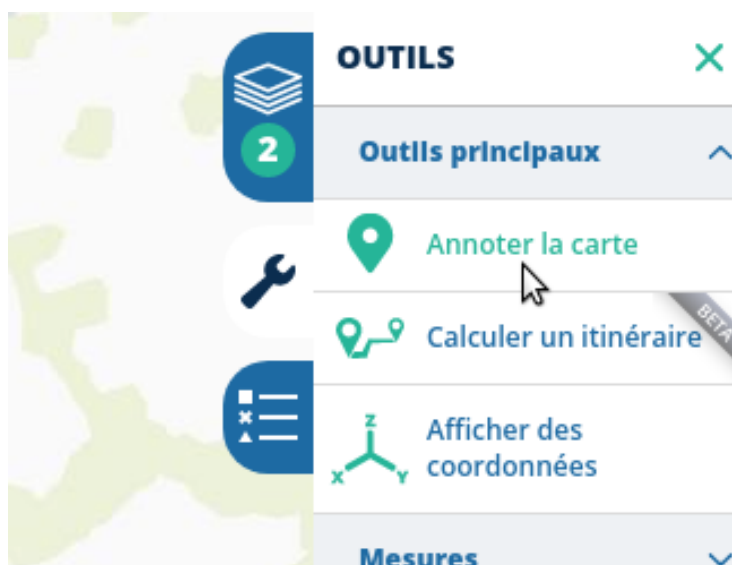 OUTILS
2
Outils principaux
Annoter la carte
BETA
Calculer un itinéraire
Z
X
Y
Afficher des
coordonnées
Mesures